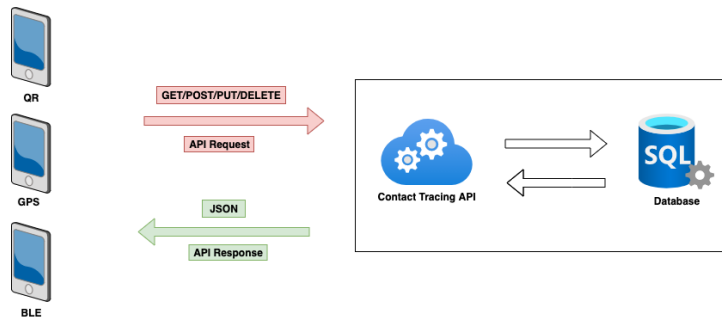 QR
GPS
BLE
GET/POST/PUT/DELETE
API Request
JSON
API Response
Contact Tracing API
SQL
Database